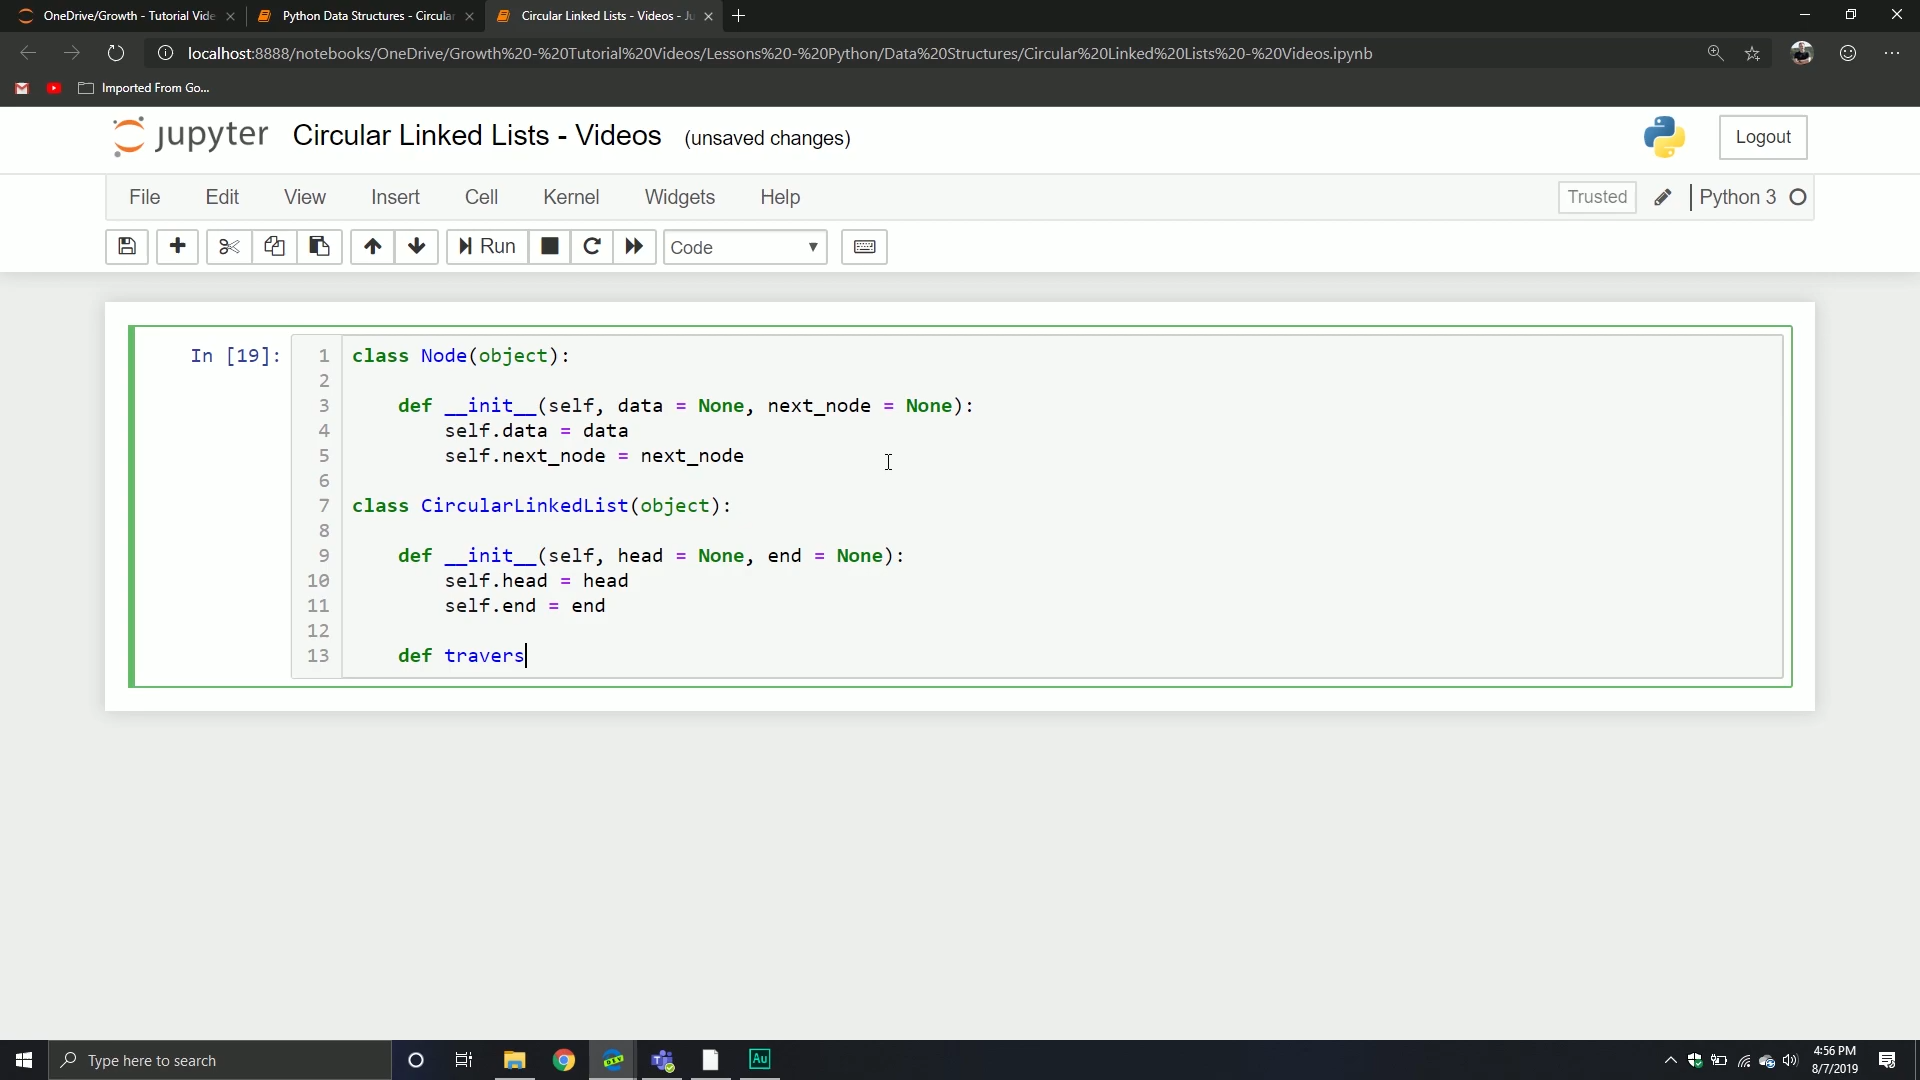 OneDrive/Growth - Tutorial Vide
Python Data Structures - Circular
Circular Linked Lists - Videos - Ju
localhost:8888/notebooks/OneDrive/Growth%20-%20Tutorial%20Videos/Lessons%20-%20Python/Data%20Structures/Circular%20Linked%20Lists%20-%20Videos.ipynb
Imported From Go...
jupyter Circular Linked Lists - Videos (unsaved changes)
Logout
File Edit View Insert Cell Kernel Widgets Help
Trusted Python 3
Run Code
In [19]:
1 class Node(object):
2
3 def __init__(self, data = None, next_node = None):
4 self.data = data
5 self.next_node = next_node
6
7 class CircularLinkedList(object):
8
9 def __init__(self, head = None, end = None):
10 self.head = head
11 self.end = end
12
13 def travers
Type here to search
DEV
Au
4:56 PM
8/7/2019